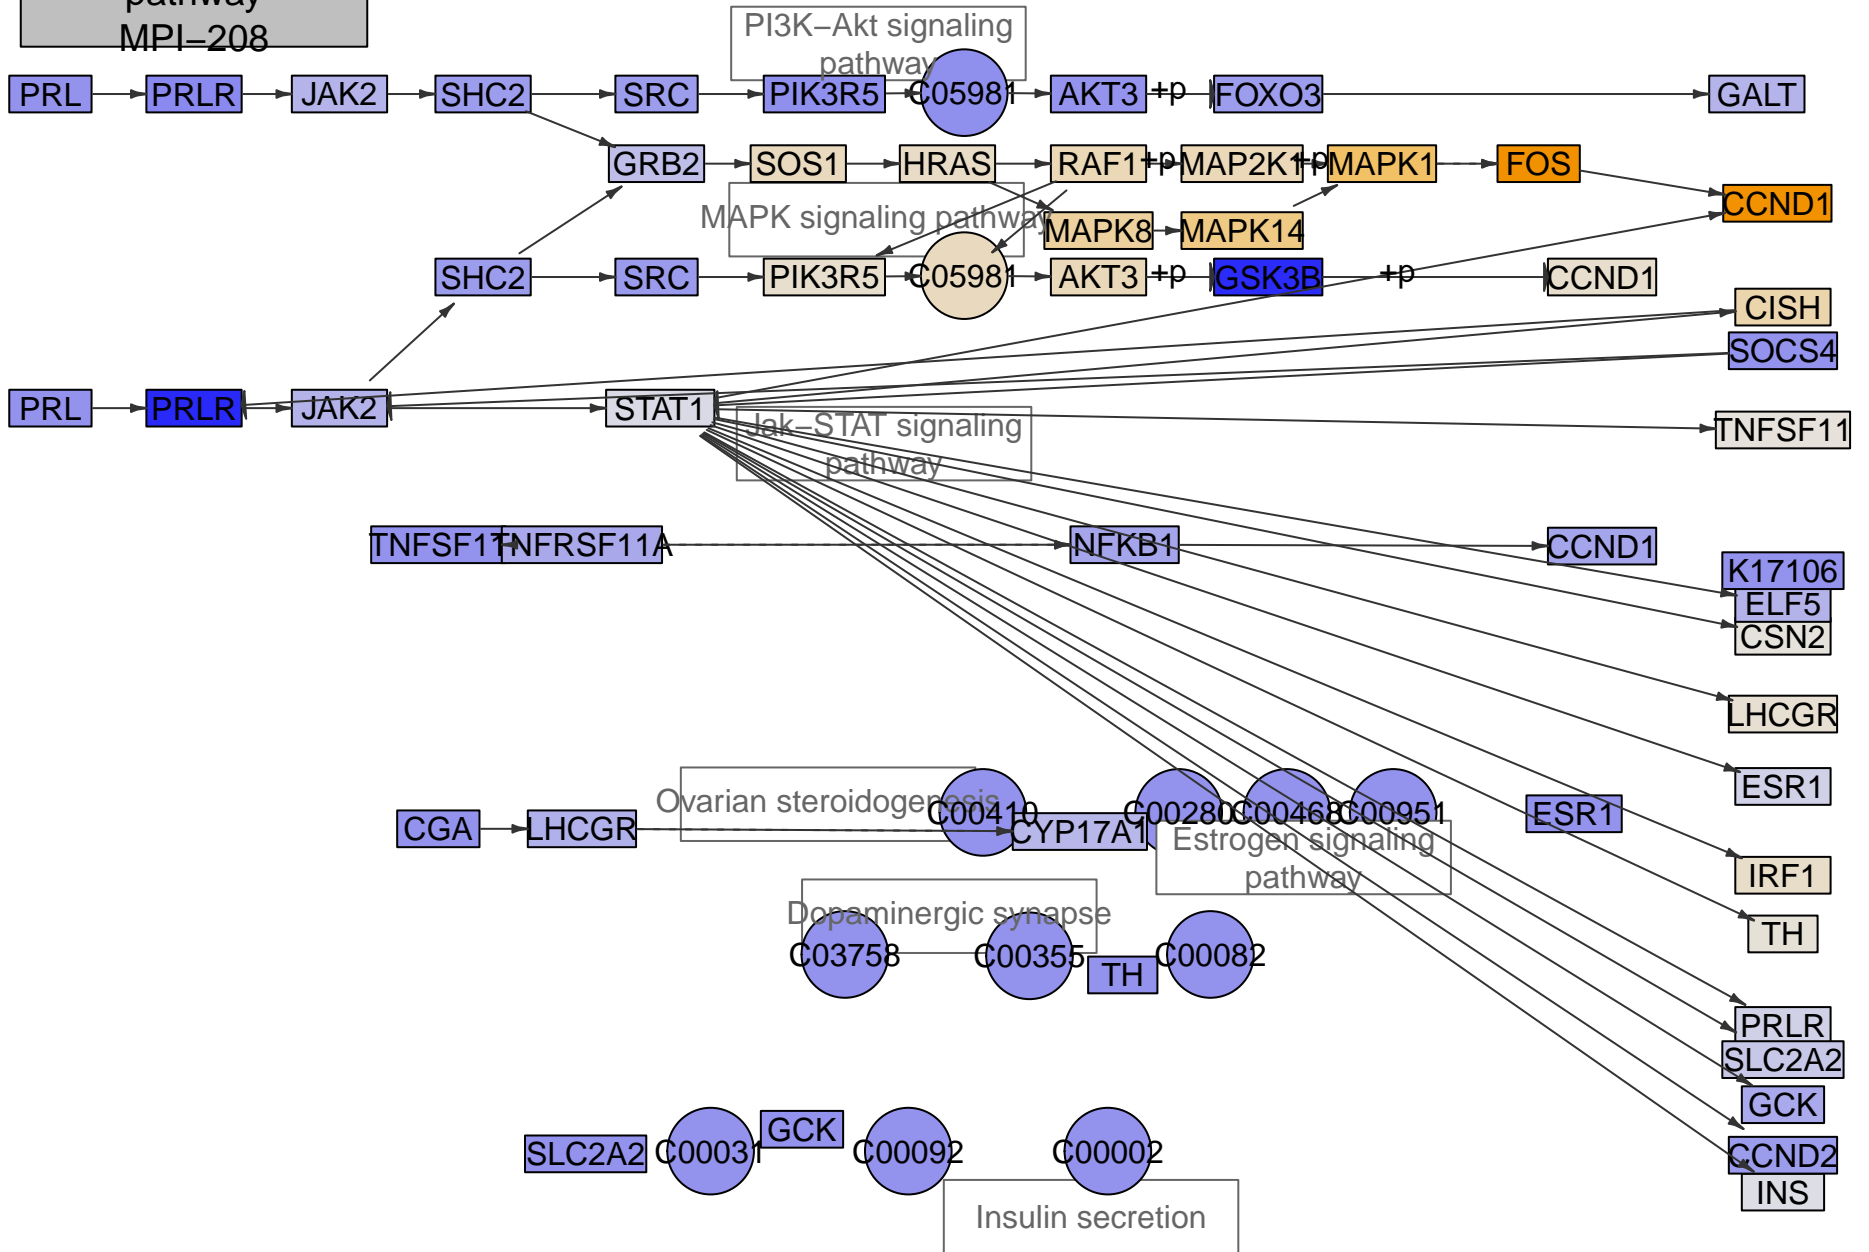 pathway
MPI−208
PI3K−Akt signaling
pathway
PRL
PRLR
JAK2
SHC2
SRC
PIK3R5
C05981
AKT3
+p
FOXO3
GALT
GRB2
SOS1
HRAS
RAF1
+p
MAP2K1
+p
MAPK1
FOS
CCND1
MAPK signaling pathway
MAPK8
MAPK14
SHC2
SRC
PIK3R5
C05981
AKT3
+p
GSK3B
+p
CCND1
CISH
SOCS4
PRL
PRLR
JAK2
STAT1
Jak−STAT signaling
pathway
TNFSF11
TNFSF11
TNFRSF11A
NFKB1
CCND1
K17106
ELF5
CSN2
LHCGR
ESR1
Ovarian steroidogenesis
C00410
C00280
C00468
C00951
ESR1
CGA
LHCGR
CYP17A1
Estrogen signaling
pathway
IRF1
Dopaminergic synapse
TH
C03758
C00355
TH
C00082
PRLR
SLC2A2
GCK
SLC2A2
C00031
GCK
C00092
C00002
CCND2
INS
Insulin secretion